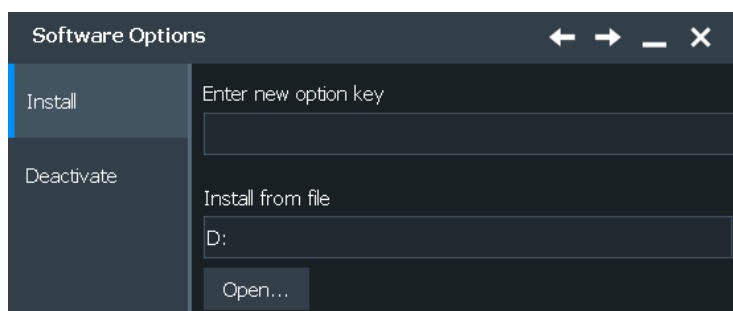 Software Options
Install
Enter new option key
Deactivate
Install from file
D:
Open...